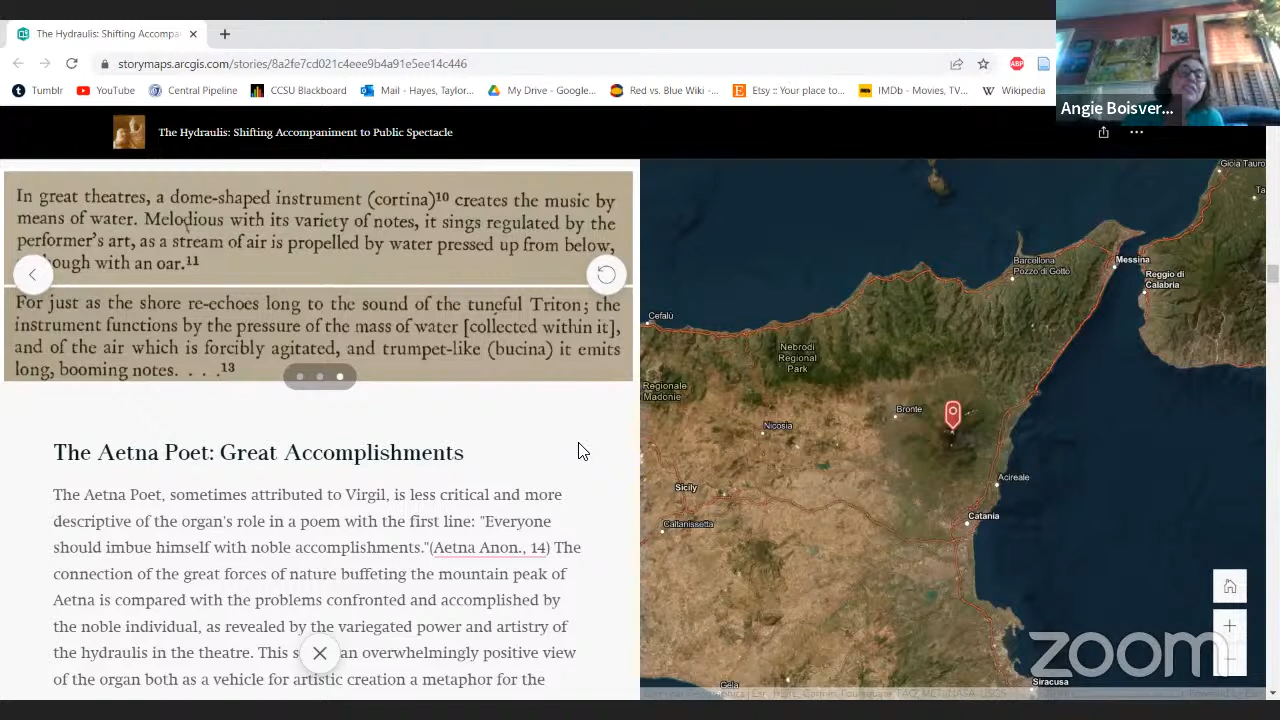 The Hydraulis: Shifting Accompa
storymaps.arcgis.com/stories/8a2fe7cd021c4eee9b4a91e5ee14c446
ABP
Tumblr
YouTube
Central Pipeline
CCSU Blackboard
Mail - Hayes, Taylor...
My Drive - Google...
Red vs. Blue Wiki -...
Etsy :: Your place to...
IMDb - Movies, TV...
Wikipedia
Angie Boisver...
The Hydraulis: Shifting Accompaniment to Public Spectacle
In great theatres, a dome-shaped instrument (cortina)10 creates the music by
means of water. Melodious with its variety of notes, it sings regulated by the
performer's art, as a stream of air is propelled by water pressed up from below,
with an oar.11
For just as the shore re-echoes long to the sound of the tuneful Triton; the
instrument functions by the pressure of the mass of water [collected within it],
and of the air which is forcibly agitated, and trumpet-like (bucina) it emits
long, booming notes. . . .13
The Aetna Poet: Great Accomplishments
The Aetna Poet, sometimes attributed to Virgil, is less critical and more
descriptive of the organ's role in a poem with the first line: "Everyone
should imbue himself with noble accomplishments."(Aetna Anon., 14) The
connection of the great forces of nature buffeting the mountain peak of
Aetna is compared with the problems confronted and accomplished by
the noble individual, as revealed by the variegated power and artistry of
the hydraulis in the theatre. This an overwhelmingly positive view
of the organ both as a vehicle for artistic creation a metaphor for the
Gioia Tauro
Ta
Barcellona
Pozzo di Gotto
Messina
Reggio di
Calabria
Cefalù
Nebrodi
Regional
Park
Regionale
Madonie
Bronte
Nicosia
Acireale
Sicily
Catania
Caltanissetta
Gela
Siracusa
zoom